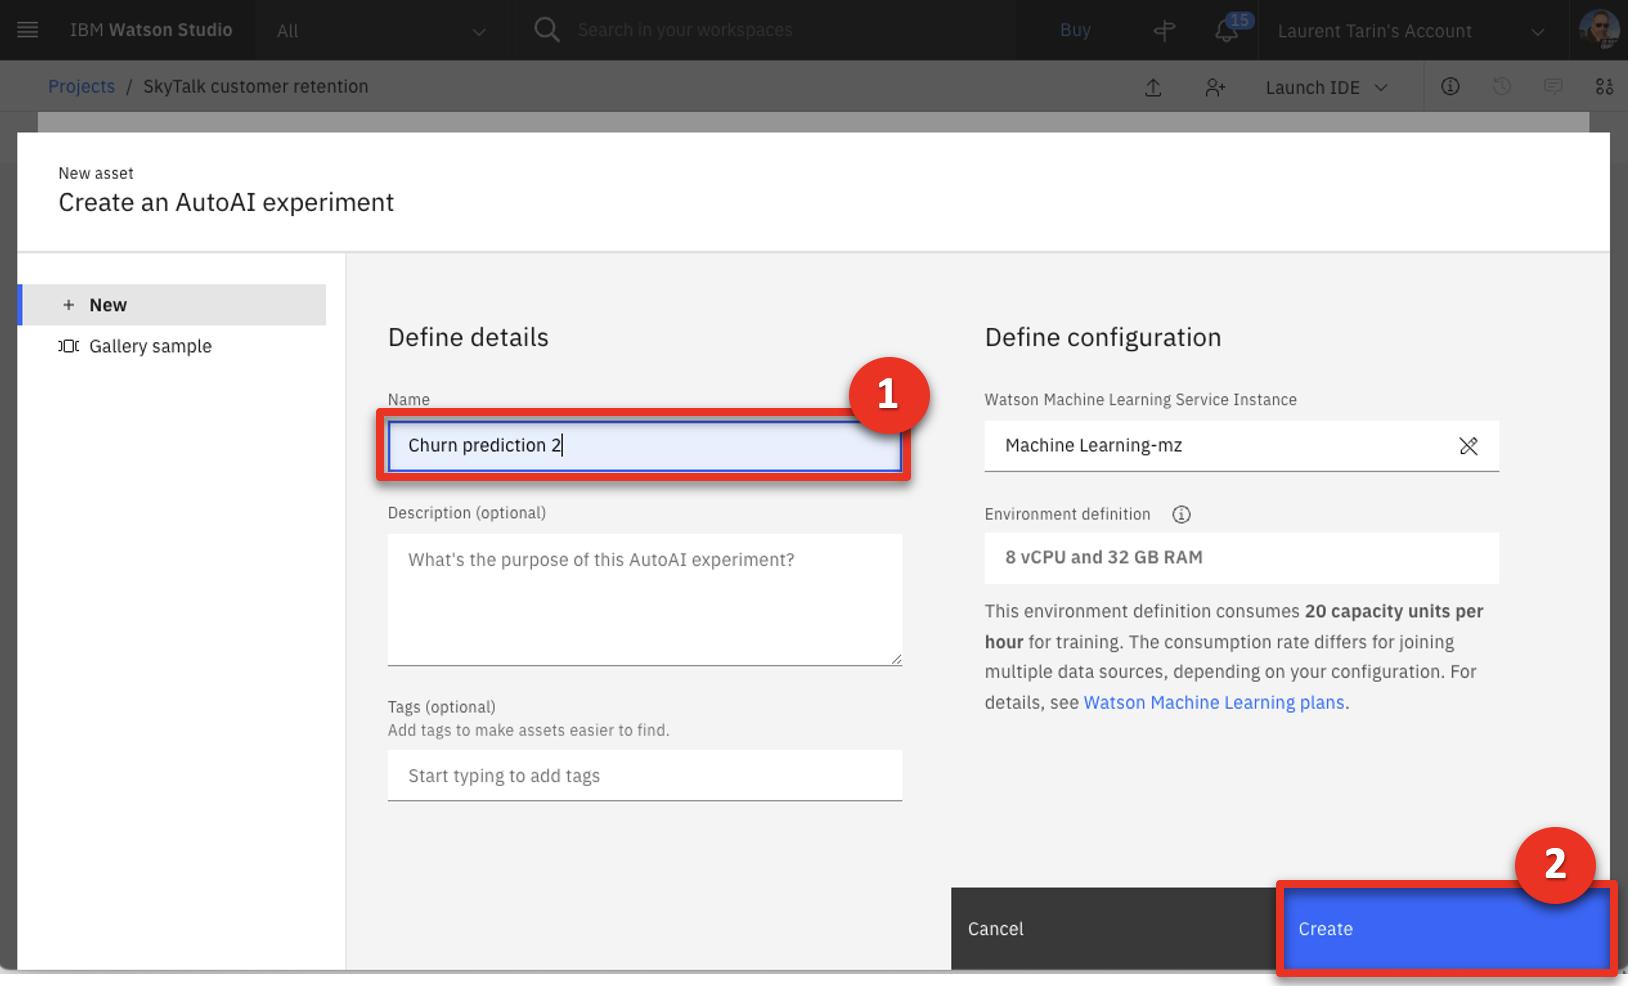 IBM Watson Studio
All
Search in your workspaces
Buy
15
Laurent Tarin's Account
Projects / SkyTalk customer retention
Launch IDE
New asset
Create an AutoAI experiment
+ New
Gallery sample
Define details
Name
1
Churn prediction 2
Description (optional)
What's the purpose of this AutoAI experiment?
Tags (optional)
Add tags to make assets easier to find.
Start typing to add tags
Define configuration
Watson Machine Learning Service Instance
Machine Learning-mz
Environment definition
8 vCPU and 32 GB RAM
This environment definition consumes 20 capacity units per
hour for training. The consumption rate differs for joining
multiple data sources, depending on your configuration. For
details, see Watson Machine Learning plans.
2
Cancel
Create